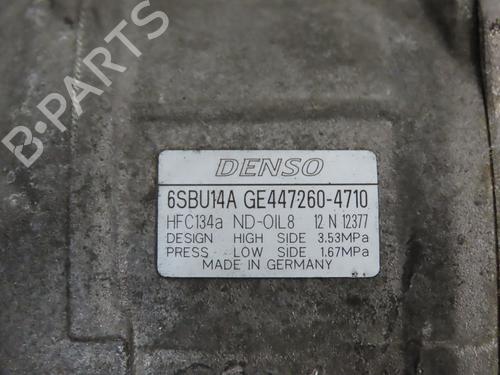 B-PARTS
DENSO
6SBU14A GE447260-4710
HFC134a ND-OIL8 12 N 12377
DESIGN HIGH SIDE 3.53MPa
PRESS LOW SIDE 1.67MPa
MADE IN GERMANY